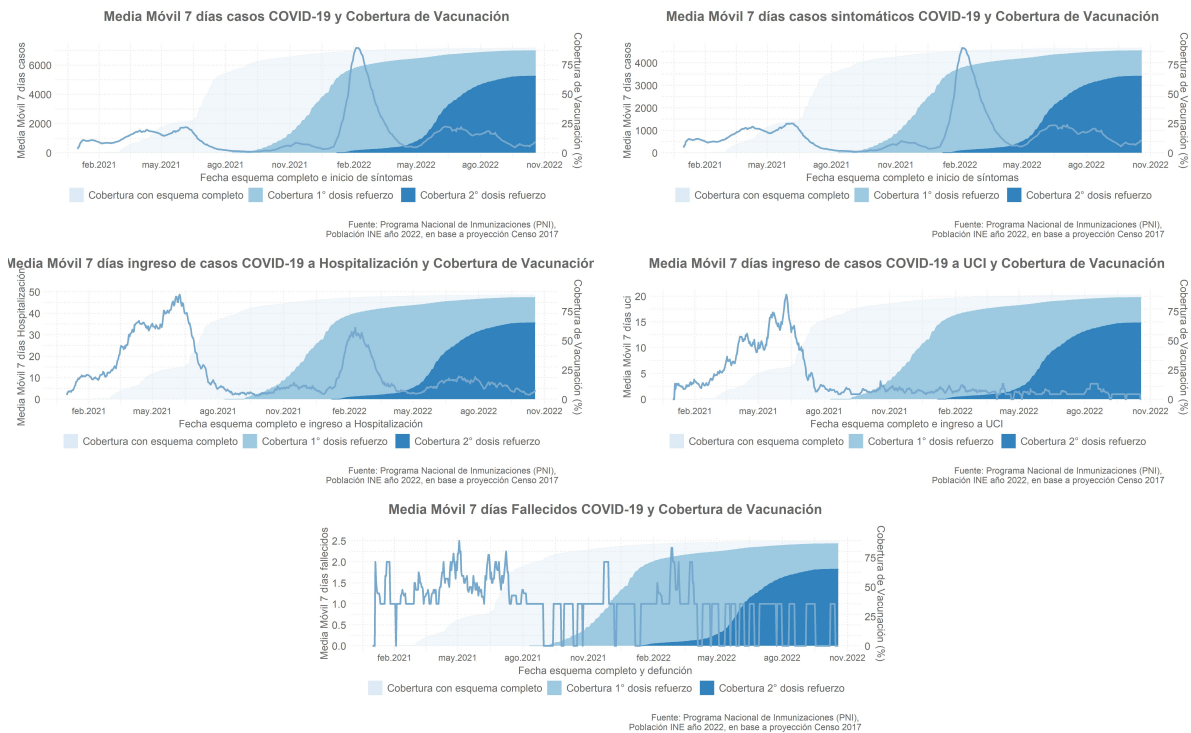 Media Móvil 7 días casos COVID-19 y Cobertura de Vacunación
Media Móvil 7 días casos
6000
4000
2000
0
Cobertura de Vacunación (%)
75
50
25
0
feb.2021 may.2021 ago.2021 nov.2021 feb.2022 may.2022 ago.2022 nov.2022
Fecha esquema completo e inicio de síntomas
Cobertura con esquema completo Cobertura 1° dosis refuerzo Cobertura 2° dosis refuerzo
Fuente: Programa Nacional de Inmunizaciones (PNI),
Población INE año 2022, en base a proyección Censo 2017
Media Móvil 7 días casos sintomáticos COVID-19 y Cobertura de Vacunación
Media Móvil 7 días casos
4000
3000
2000
1000
0
Cobertura de Vacunación (%)
75
50
25
0
feb.2021 may.2021 ago.2021 nov.2021 feb.2022 may.2022 ago.2022 nov.2022
Fecha esquema completo e inicio de síntomas
Cobertura con esquema completo Cobertura 1° dosis refuerzo Cobertura 2° dosis refuerzo
Fuente: Programa Nacional de Inmunizaciones (PNI),
Población INE año 2022, en base a proyección Censo 2017
Media Móvil 7 días ingreso de casos COVID-19 a Hospitalización y Cobertura de Vacunación
Media Móvil 7 días Hospitalización
50
40
30
20
10
0
Cobertura de Vacunación (%)
75
50
25
0
feb.2021 may.2021 ago.2021 nov.2021 feb.2022 may.2022 ago.2022 nov.2022
Fecha esquema completo e ingreso a Hospitalización
Cobertura con esquema completo Cobertura 1° dosis refuerzo Cobertura 2° dosis refuerzo
Fuente: Programa Nacional de Inmunizaciones (PNI),
Población INE año 2022, en base a proyección Censo 2017
Media Móvil 7 días ingreso de casos COVID-19 a UCI y Cobertura de Vacunación
Media Móvil 7 días uci
20
15
10
5
0
Cobertura de Vacunación (%)
75
50
25
0
feb.2021 may.2021 ago.2021 nov.2021 feb.2022 may.2022 ago.2022 nov.2022
Fecha esquema completo e ingreso a UCI
Cobertura con esquema completo Cobertura 1° dosis refuerzo Cobertura 2° dosis refuerzo
Fuente: Programa Nacional de Inmunizaciones (PNI),
Población INE año 2022, en base a proyección Censo 2017
Media Móvil 7 días Fallecidos COVID-19 y Cobertura de Vacunación
Media Móvil 7 días fallecidos
2.5
2.0
1.5
1.0
0.5
0.0
Cobertura de Vacunación (%)
75
50
25
0
feb.2021 may.2021 ago.2021 nov.2021 feb.2022 may.2022 ago.2022 nov.2022
Fecha esquema completo y defunción
Cobertura con esquema completo Cobertura 1° dosis refuerzo Cobertura 2° dosis refuerzo
Fuente: Programa Nacional de Inmunizaciones (PNI),
Población INE año 2022, en base a proyección Censo 2017